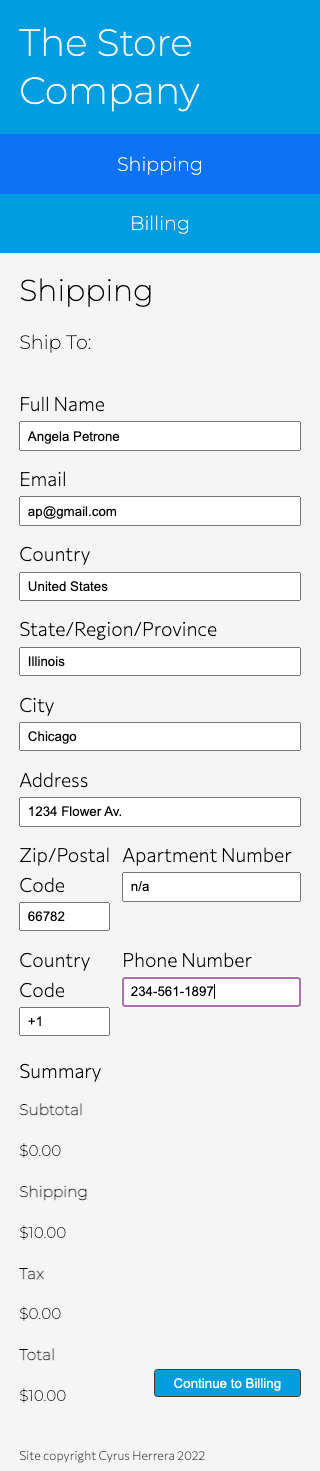 The Store
Company
Shipping
Billing
Shipping
Ship To:
Full Name
Angela Petrone
Email
ap@gmail.com
Country
United States
State/Region/Province
Illinois
City
Chicago
Address
1234 Flower Av.
Zip/Postal Code
66782
Apartment Number
n/a
Country Code
+1
Phone Number
234-561-1897
Summary
Subtotal
$0.00
Shipping
$10.00
Tax
$0.00
Total
$10.00
Continue to Billing
Site copyright Cyrus Herrera 2022